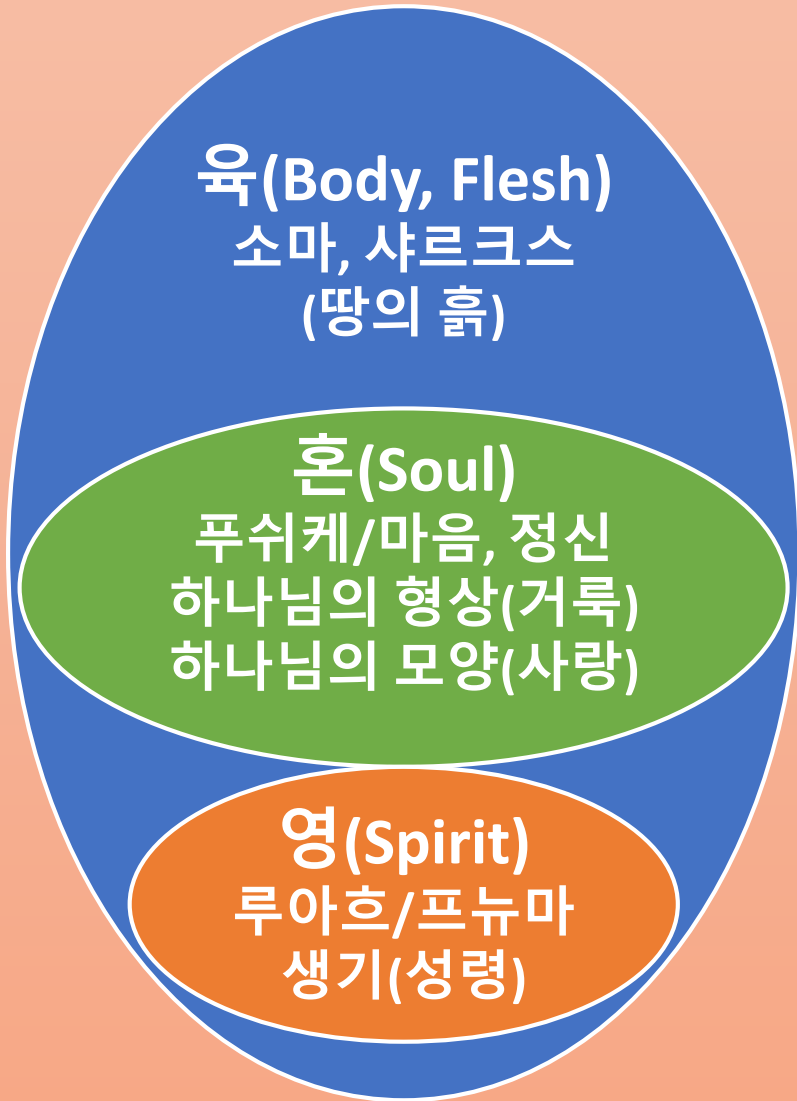 육(Body, Flesh)
소마, 샤르크스
(땅의 흙)
혼(Soul)
푸쉬케/마음, 정신
하나님의 형상(거룩)
하나님의 모양(사랑)
영(Spirit)
루아흐/프뉴마
생기(성령)